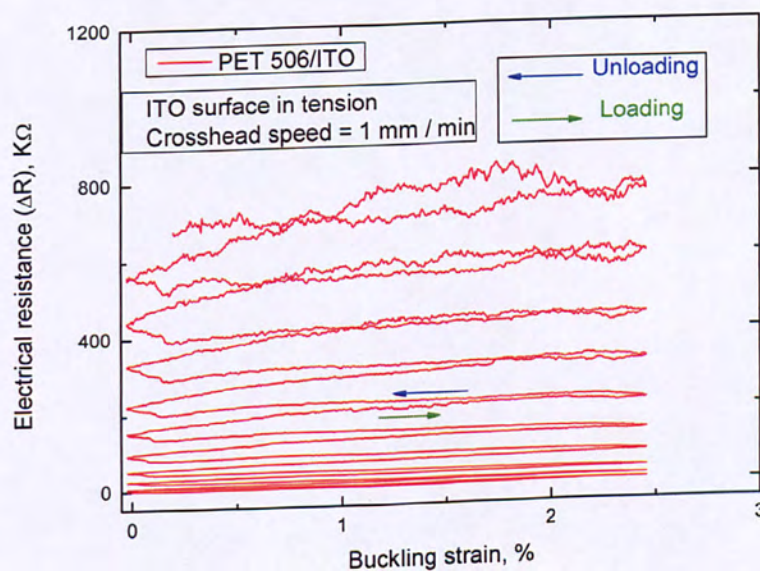 1200
PET 506/ITO
Unloading
ITO surface in tension
Crosshead speed = 1 mm / min
Loading
Electrical resistance (ΔR), KΩ
800
400
0
0
1
2
3
Buckling strain, %